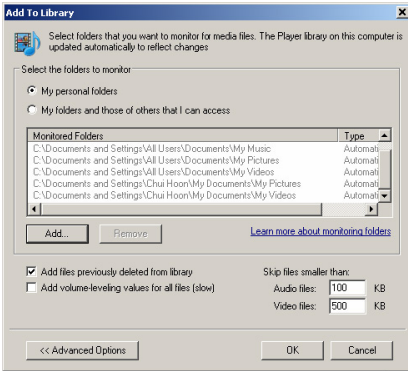 Add To Library
Select folders that you want to monitor for media files. The Player library on this computer is
updated automatically to reflect changes
Select the folders to monitor
My personal folders
My folders and those of others that I can access
Monitored Folders Type
C:\Documents and Settings\All Users\Documents\My Music Automati
C:\Documents and Settings\All Users\Documents\My Pictures Automati
C:\Documents and Settings\All Users\Documents\My Videos Automati
C:\Documents and Settings\Chui Hoon\My Documents\My Pictures Automati
C:\Documents and Settings\Chui Hoon\My Documents\My Videos Automati
Add... Remove Learn more about monitoring folders
Add files previously deleted from library Skip files smaller than:
Add volume-leveling values for all files (slow) Audio files: 100 KB
Video files: 500 KB
<< Advanced Options OK Cancel